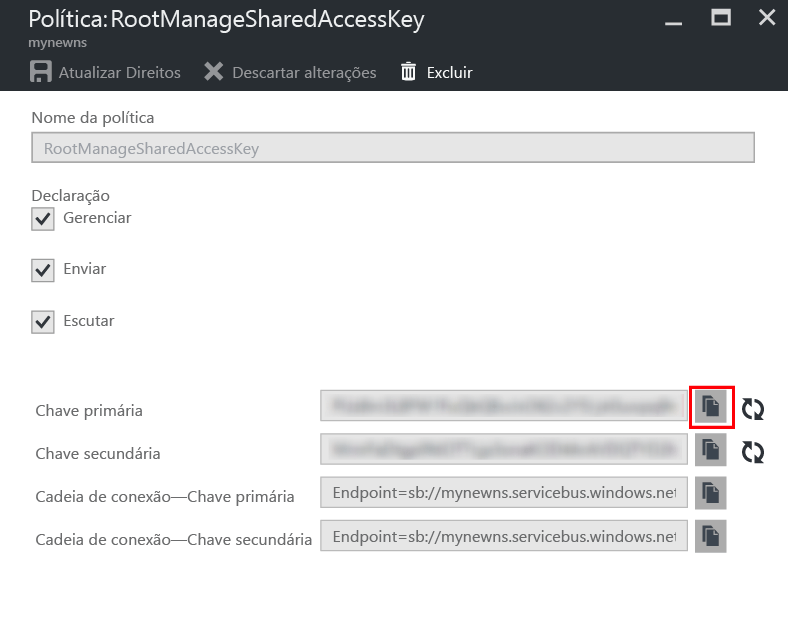 Política: RootManageSharedAccessKey
mynewns
Atualizar Direitos Descartar alterações Excluir
Nome da política
RootManageSharedAccessKey
Declaração
Gerenciar
Enviar
Escutar
Chave primária
Chave secundária
Cadeia de conexão—Chave primária Endpoint=sb://mynewns.servicebus.windows.net
Cadeia de conexão—Chave secundária Endpoint=sb://mynewns.servicebus.windows.net